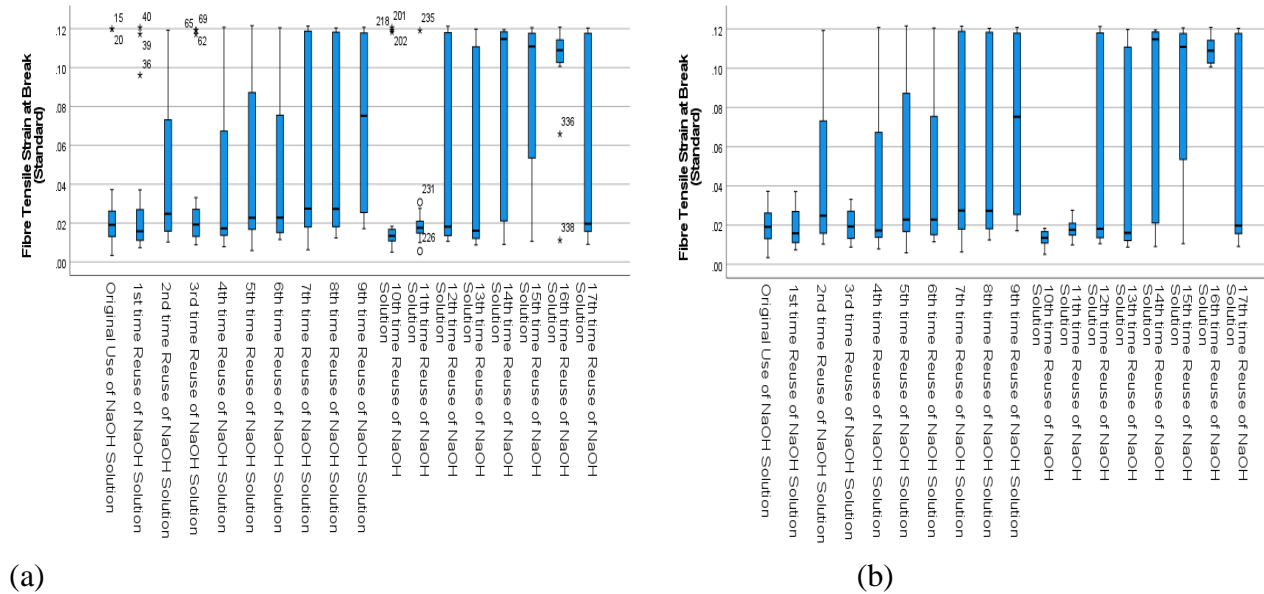 Fibre Tensile Strain at Break
(Standard)
.12
.10
.08
.06
.04
.02
.00
15
20
40
39
36
65
69
62
218
201
202
235
231
226
336
338
Original Use of NaOH Solution
1st time Reuse of NaOH Solution
2nd time Reuse of NaOH Solution
3rd time Reuse of NaOH Solution
4th time Reuse of NaOH Solution
5th time Reuse of NaOH Solution
6th time Reuse of NaOH Solution
7th time Reuse of NaOH Solution
8th time Reuse of NaOH Solution
9th time Reuse of NaOH Solution
10th time Reuse of NaOH
Solution
11th time Reuse of NaOH
Solution
12th time Reuse of NaOH
Solution
13th time Reuse of NaOH
Solution
14th time Reuse of NaOH
Solution
15th time Reuse of NaOH
Solution
16th time Reuse of NaOH
Solution
17th time Reuse of NaOH
Solution
(a)
Fibre Tensile Strain at Break
(Standard)
.12
.10
.08
.06
.04
.02
.00
Original Use of NaOH Solution
1st time Reuse of NaOH Solution
2nd time Reuse of NaOH Solution
3rd time Reuse of NaOH Solution
4th time Reuse of NaOH Solution
5th time Reuse of NaOH Solution
6th time Reuse of NaOH Solution
7th time Reuse of NaOH Solution
8th time Reuse of NaOH Solution
9th time Reuse of NaOH Solution
10th time Reuse of NaOH
Solution
11th time Reuse of NaOH
Solution
12th time Reuse of NaOH
Solution
13th time Reuse of NaOH
Solution
14th time Reuse of NaOH
Solution
15th time Reuse of NaOH
Solution
16th time Reuse of NaOH
Solution
17th time Reuse of NaOH
Solution
(b)